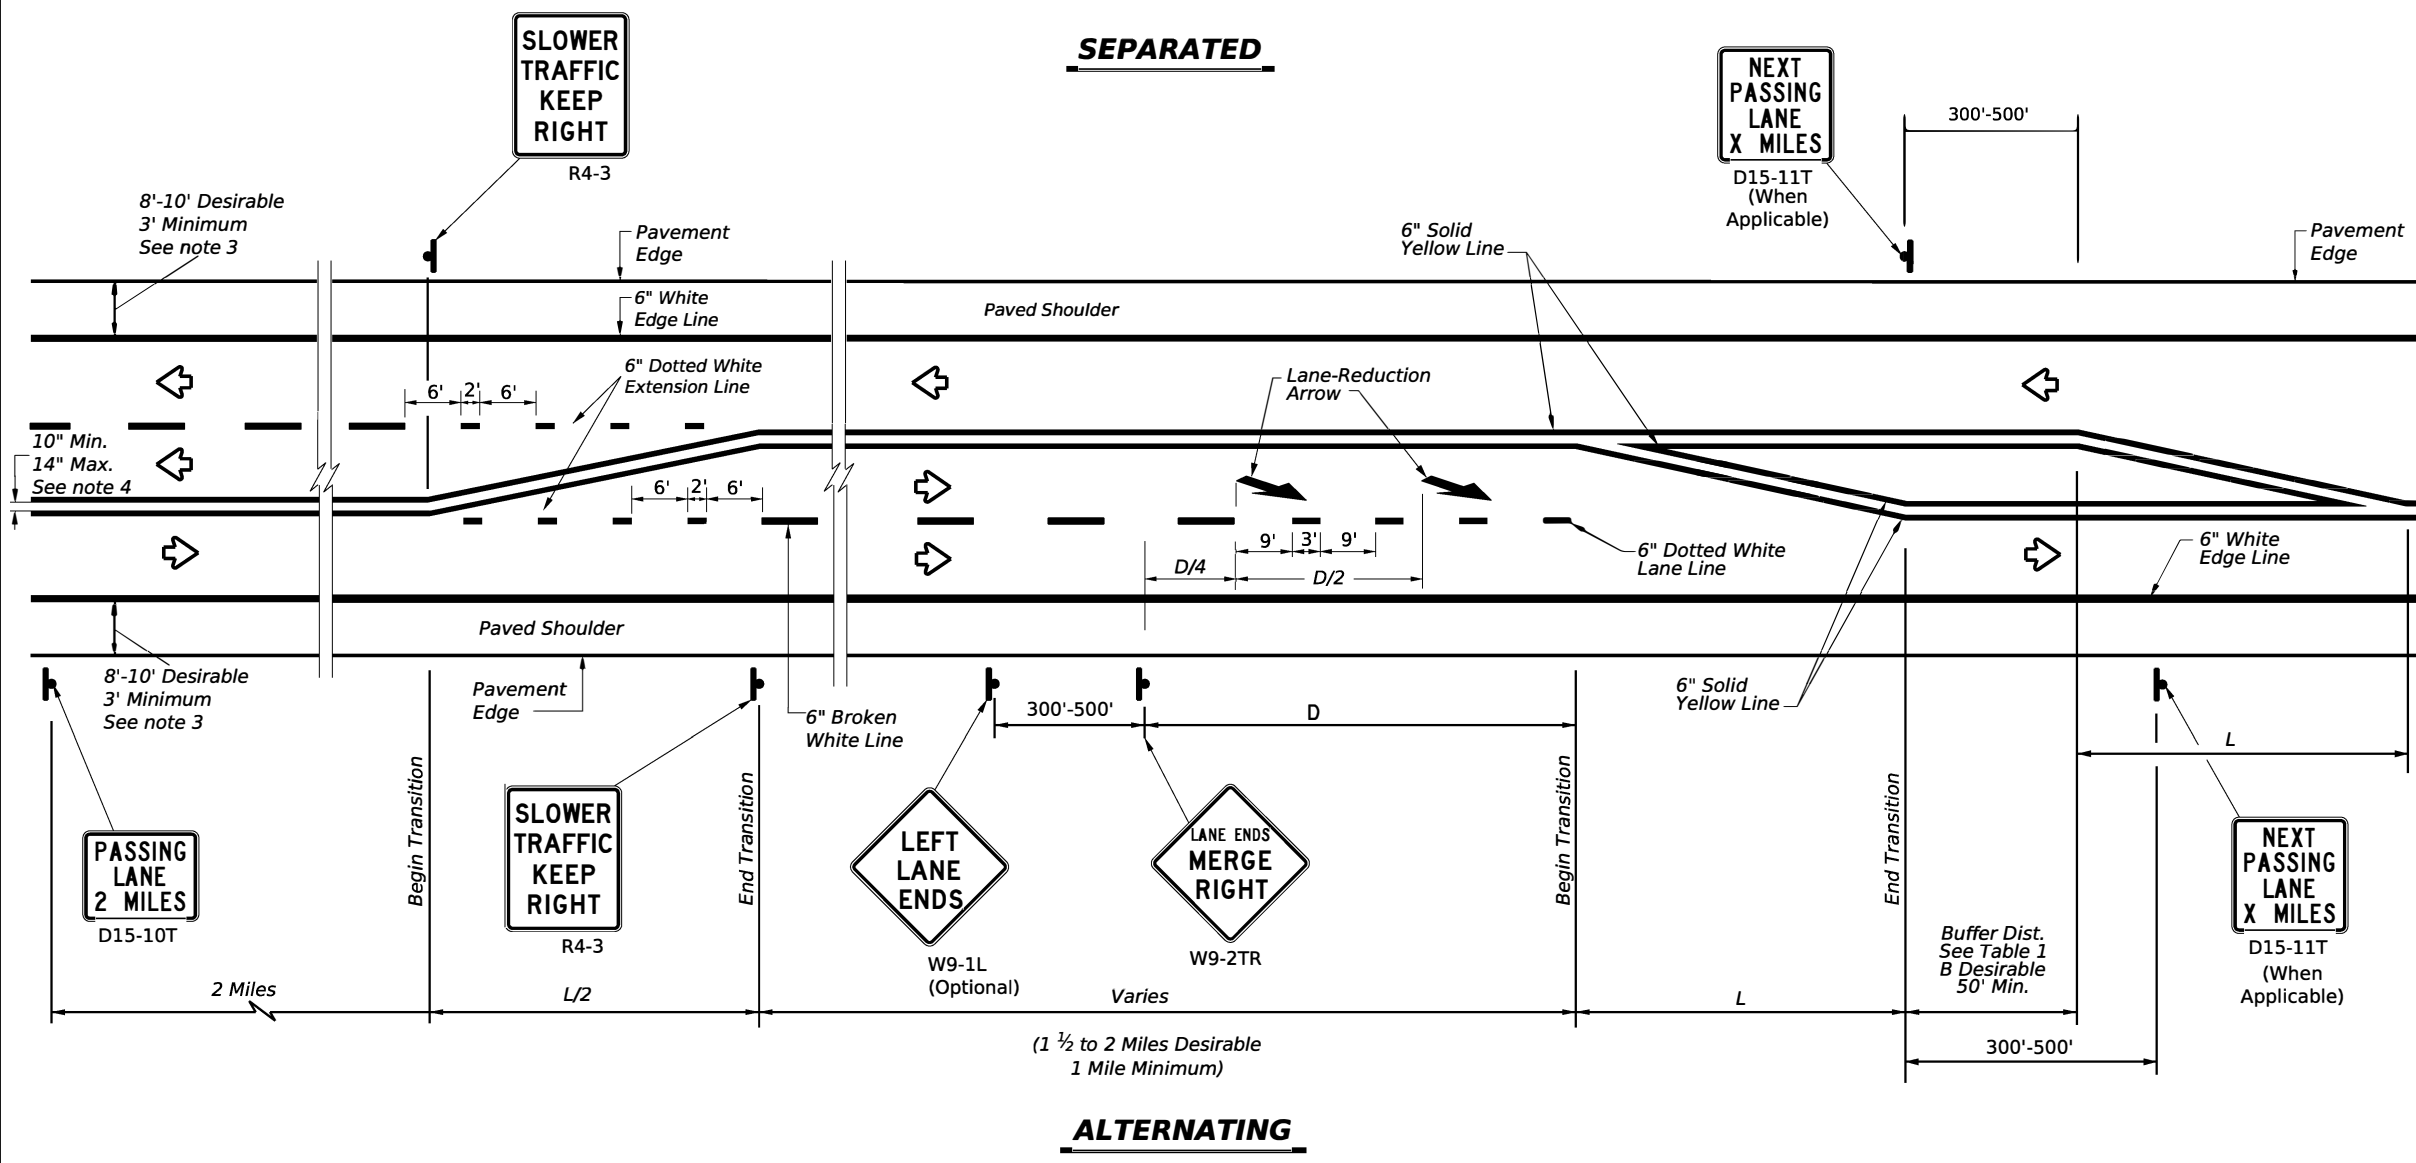 SEPARATED
SLOWER
TRAFFIC
KEEP
RIGHT
R4-3
NEXT
PASSING
LANE
X MILES
D15-11T
(When
Applicable)
300'-500'
8'-10' Desirable
3' Minimum
See note 3
Pavement
Edge
6" Solid
Yellow Line
Pavement
Edge
6" White
Edge Line
Paved Shoulder
6" Dotted White
Extension Line
6' 2' 6'
Lane-Reduction
Arrow
10" Min.
14" Max.
See note 4
6' 2' 6'
9' 3' 9'
D/4
D/2
6" Dotted White
Lane Line
6" White
Edge Line
Paved Shoulder
8'-10' Desirable
3' Minimum
See note 3
Pavement
Edge
6" Broken
White Line
300'-500'
D
6" Solid
Yellow Line
L
Begin Transition
End Transition
Begin Transition
End Transition
PASSING
LANE
2 MILES
D15-10T
SLOWER
TRAFFIC
KEEP
RIGHT
R4-3
LEFT
LANE
ENDS
W9-1L
(Optional)
LANE ENDS
MERGE
RIGHT
W9-2TR
NEXT
PASSING
LANE
X MILES
D15-11T
(When
Applicable)
Buffer Dist.
See Table 1
B Desirable
50' Min.
2 Miles
L/2
Varies
L
(1 ½ to 2 Miles Desirable
1 Mile Minimum)
300'-500'
ALTERNATING